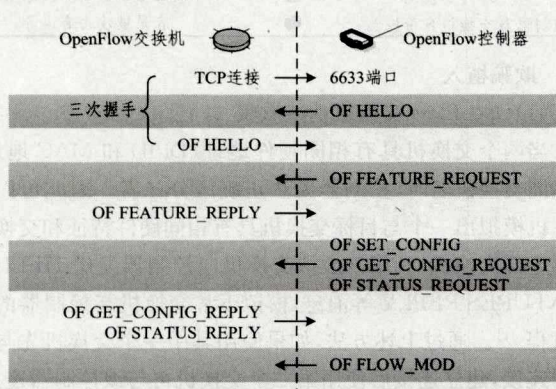 OpenFlow交换机
OpenFlow控制器
TCP连接
6633端口
三次握手
OF HELLO
OF HELLO
OF FEATURE_REQUEST
OF FEATURE_REPLY
OF SET_CONFIG
OF GET_CONFIG_REQUEST
OF STATUS_REQUEST
OF GET_CONFIG_REPLY
OF STATUS_REPLY
OF FLOW_MOD